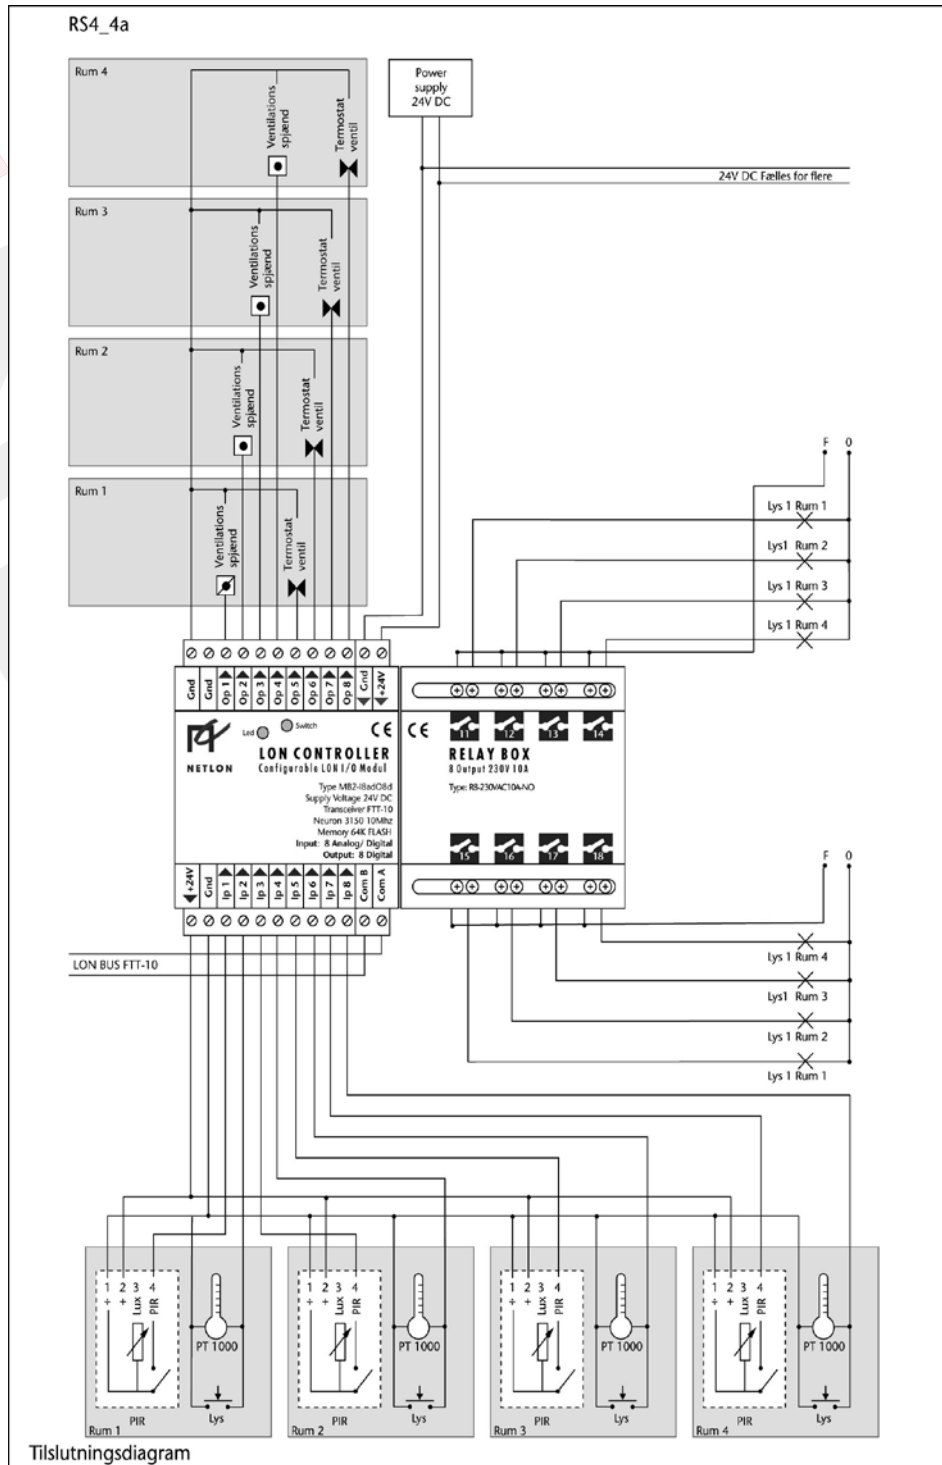 RS4_4a
Rum 4
Ventilations
spjænd
Termostat
ventil
Power
supply
24V DC
24V DC Fælles for flere
Rum 3
Ventilations
spjænd
Termostat
ventil
Rum 2
Ventilations
spjænd
Termostat
ventil
Rum 1
Ventilations
spjænd
Termostat
ventil
F 0
Lys 1 Rum 1
Lys1 Rum 2
Lys 1 Rum 3
Lys 1 Rum 4
Gnd
Gnd
Op 1
Op 2
Op 3
Op 4
Op 5
Op 6
Op 7
Op 8
Gnd
+24V
Led
Switch
CE
NETLON
LON CONTROLLER
Configurable LON I/O Modul
Type MB2-I8adO8d
Supply Voltage 24V DC
Transceiver FTT-10
Neuron 3150 10Mhz
Memory 64K FLASH
Input: 8 Analog/ Digital
Output: 8 Digital
+24V
Gnd
Ip 1
Ip 2
Ip 3
Ip 4
Ip 5
Ip 6
Ip 7
Ip 8
Com B
Com A
CE
11 12 13 14
RELAY BOX
8 Output 230V 10A
Type: RB-230VAC10A-NO
15 16 17 18
F 0
Lys 1 Rum 4
Lys1 Rum 3
Lys 1 Rum 2
Lys 1 Rum 1
LON BUS FTT-10
1 2 3 4
÷ + Lux PIR
PT 1000
PIR
Lys
Rum 1
1 2 3 4
÷ + Lux PIR
PT 1000
PIR
Lys
Rum 2
1 2 3 4
÷ + Lux PIR
PT 1000
PIR
Lys
Rum 3
1 2 3 4
÷ + Lux PIR
PT 1000
PIR
Lys
Rum 4
Tilslutningsdiagram